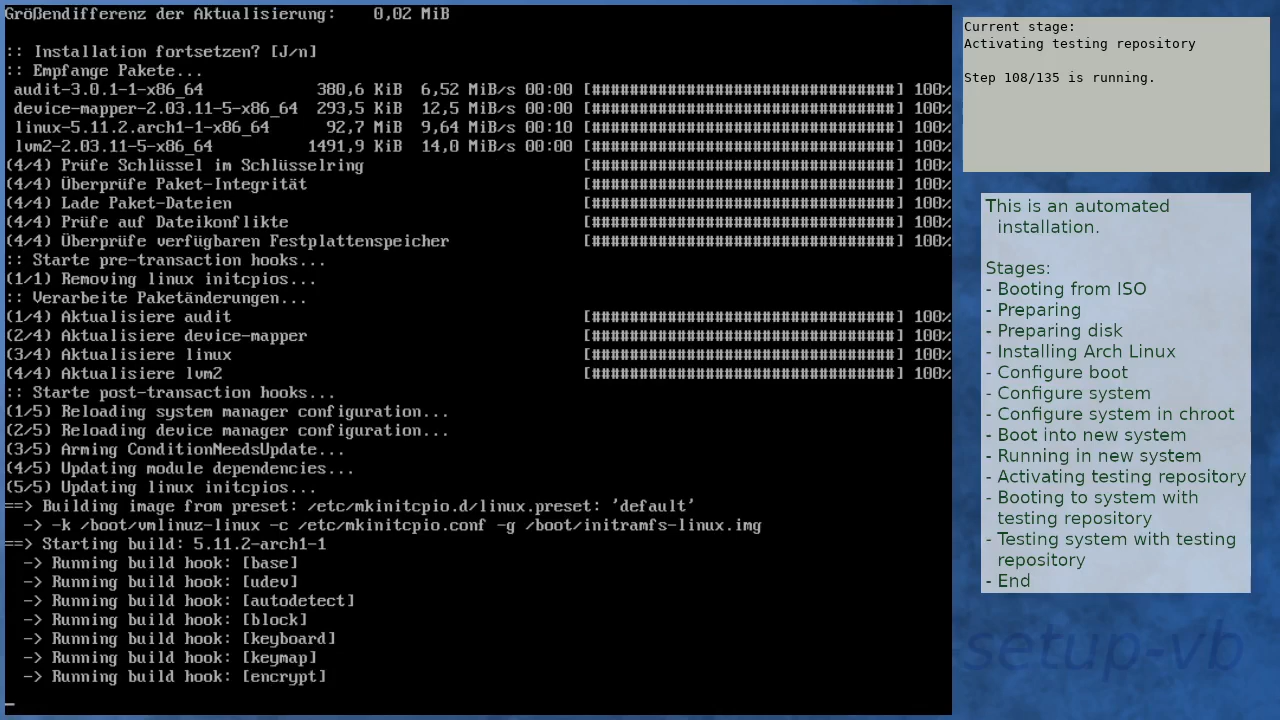 Größendifferenz der Aktualisierung:    0,02 MiB
:: Installation fortsetzen? [J/n]
:: Empfange Pakete...
audit-3.0.1-1-x86_64            380,6 KiB  6,52 MiB/s 00:00 [################################] 100%
device-mapper-2.03.11-5-x86_64  293,5 KiB  12,5 MiB/s 00:00 [################################] 100%
linux-5.11.2.arch1-1-x86_64      92,7 MiB  9,64 MiB/s 00:10 [################################] 100%
lvm2-2.03.11-5-x86_64          1491,9 KiB  14,0 MiB/s 00:00 [################################] 100%
(4/4) Prüfe Schlüssel im Schlüsselring                       [################################] 100%
(4/4) Überprüfe Paket-Integrität                             [################################] 100%
(4/4) Lade Paket-Dateien                                     [################################] 100%
(4/4) Prüfe auf Dateikonflikte                               [################################] 100%
(4/4) Überprüfe verfügbaren Festplattenspeicher              [################################] 100%
:: Starte pre-transaction hooks...
(1/1) Removing linux initcpios...
:: Verarbeite Paketänderungen...
(1/4) Aktualisiere audit                                     [################################] 100%
(2/4) Aktualisiere device-mapper                             [################################] 100%
(3/4) Aktualisiere linux                                     [################################] 100%
(4/4) Aktualisiere lvm2                                      [################################] 100%
:: Starte post-transaction hooks...
(1/5) Reloading system manager configuration...
(2/5) Reloading device manager configuration...
(3/5) Arming ConditionNeedsUpdate...
(4/5) Updating module dependencies...
(5/5) Updating linux initcpios...
==> Building image from preset: /etc/mkinitcpio.d/linux.preset: 'default'
  -> -k /boot/vmlinuz-linux -c /etc/mkinitcpio.conf -g /boot/initramfs-linux.img
==> Starting build: 5.11.2-arch1-1
  -> Running build hook: [base]
  -> Running build hook: [udev]
  -> Running build hook: [autodetect]
  -> Running build hook: [block]
  -> Running build hook: [keyboard]
  -> Running build hook: [keymap]
  -> Running build hook: [encrypt]
Current stage:
Activating testing repository
Step 108/135 is running.
This is an automated
installation.
Stages:
- Booting from ISO
- Preparing
- Preparing disk
- Installing Arch Linux
- Configure boot
- Configure system
- Configure system in chroot
- Boot into new system
- Running in new system
- Activating testing repository
- Booting to system with
testing repository
- Testing system with testing
repository
- End
-setup-vb